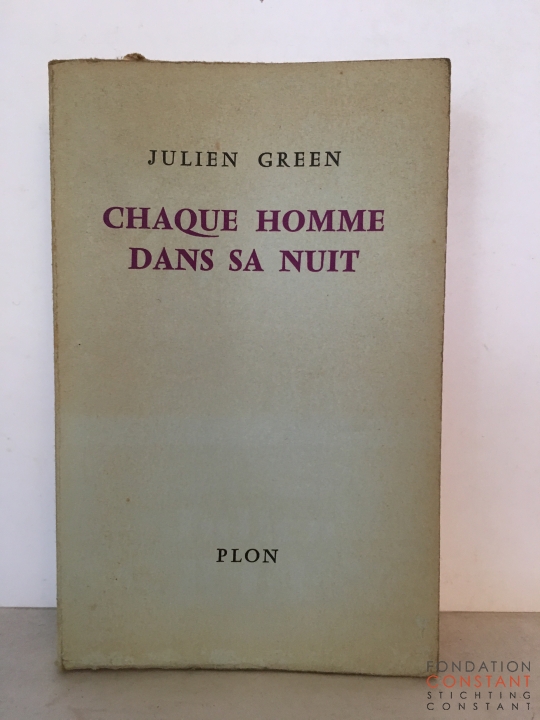 JULIEN GREEN
CHAQUE HOMME
DANS SA NUIT
PLON
FONDATION
CONSTANT
STICHTING
CONSTANT